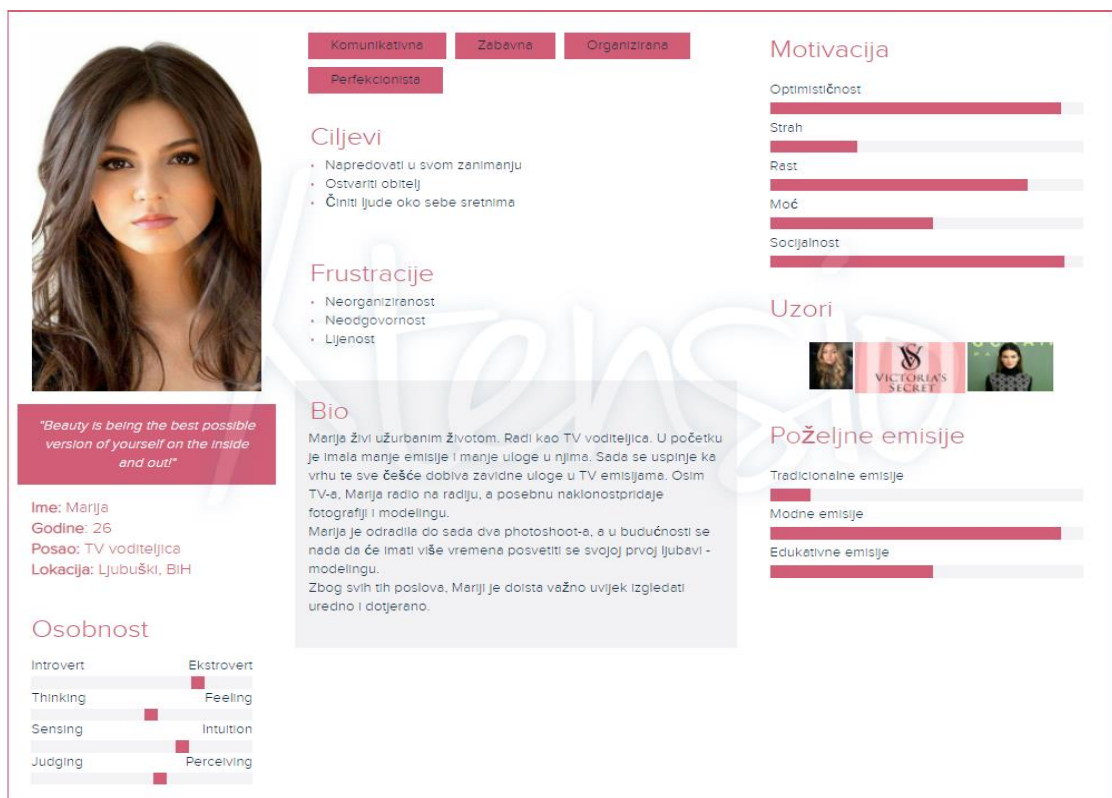 "Beauty is being the best possible
version of yourself on the inside
and out!"
Ime: Marija
Godine: 26
Posao: TV voditeljica
Lokacija: Ljubuški, BiH
Osobnost
Introvert Ekstrovert
Thinking Feeling
Sensing Intuition
Judging Perceiving
Komunikativna Zabavna Organizirana
Perfekcionista
Ciljevi
Napredovati u svom zanimanju
Ostvariti obitelj
Činiti ljude oko sebe sretnima
Frustracije
Neorganiziranost
Neodgovornost
Lijenost
Bio
Marija živi užurbanim životom. Radi kao TV voditeljica. U početku
je imala manje emisije i manje uloge u njima. Sada se uspinje ka
vrhu te sve češće dobiva zavidne uloge u TV emisijama. Osim
TV-a, Marija radio na radiju, a posebnu naklonostpridaje
fotografiji i modelingu.
Marija je odradila do sada dva photoshoot-a, a u budućnosti se
nada da će imati više vremena posvetiti se svojoj prvoj ljubavi -
modelingu.
Zbog svih tih poslova, Mariji je doista važno uvijek izgledati
uredno i dotjerano.
Motivacija
Optimističnost
Strah
Rast
Moć
Socijalnost
Uzori
VS
VICTORIA'S
SECRET
Poželjne emisije
Tradicionalne emisije
Modne emisije
Edukativne emisije
Xtensio